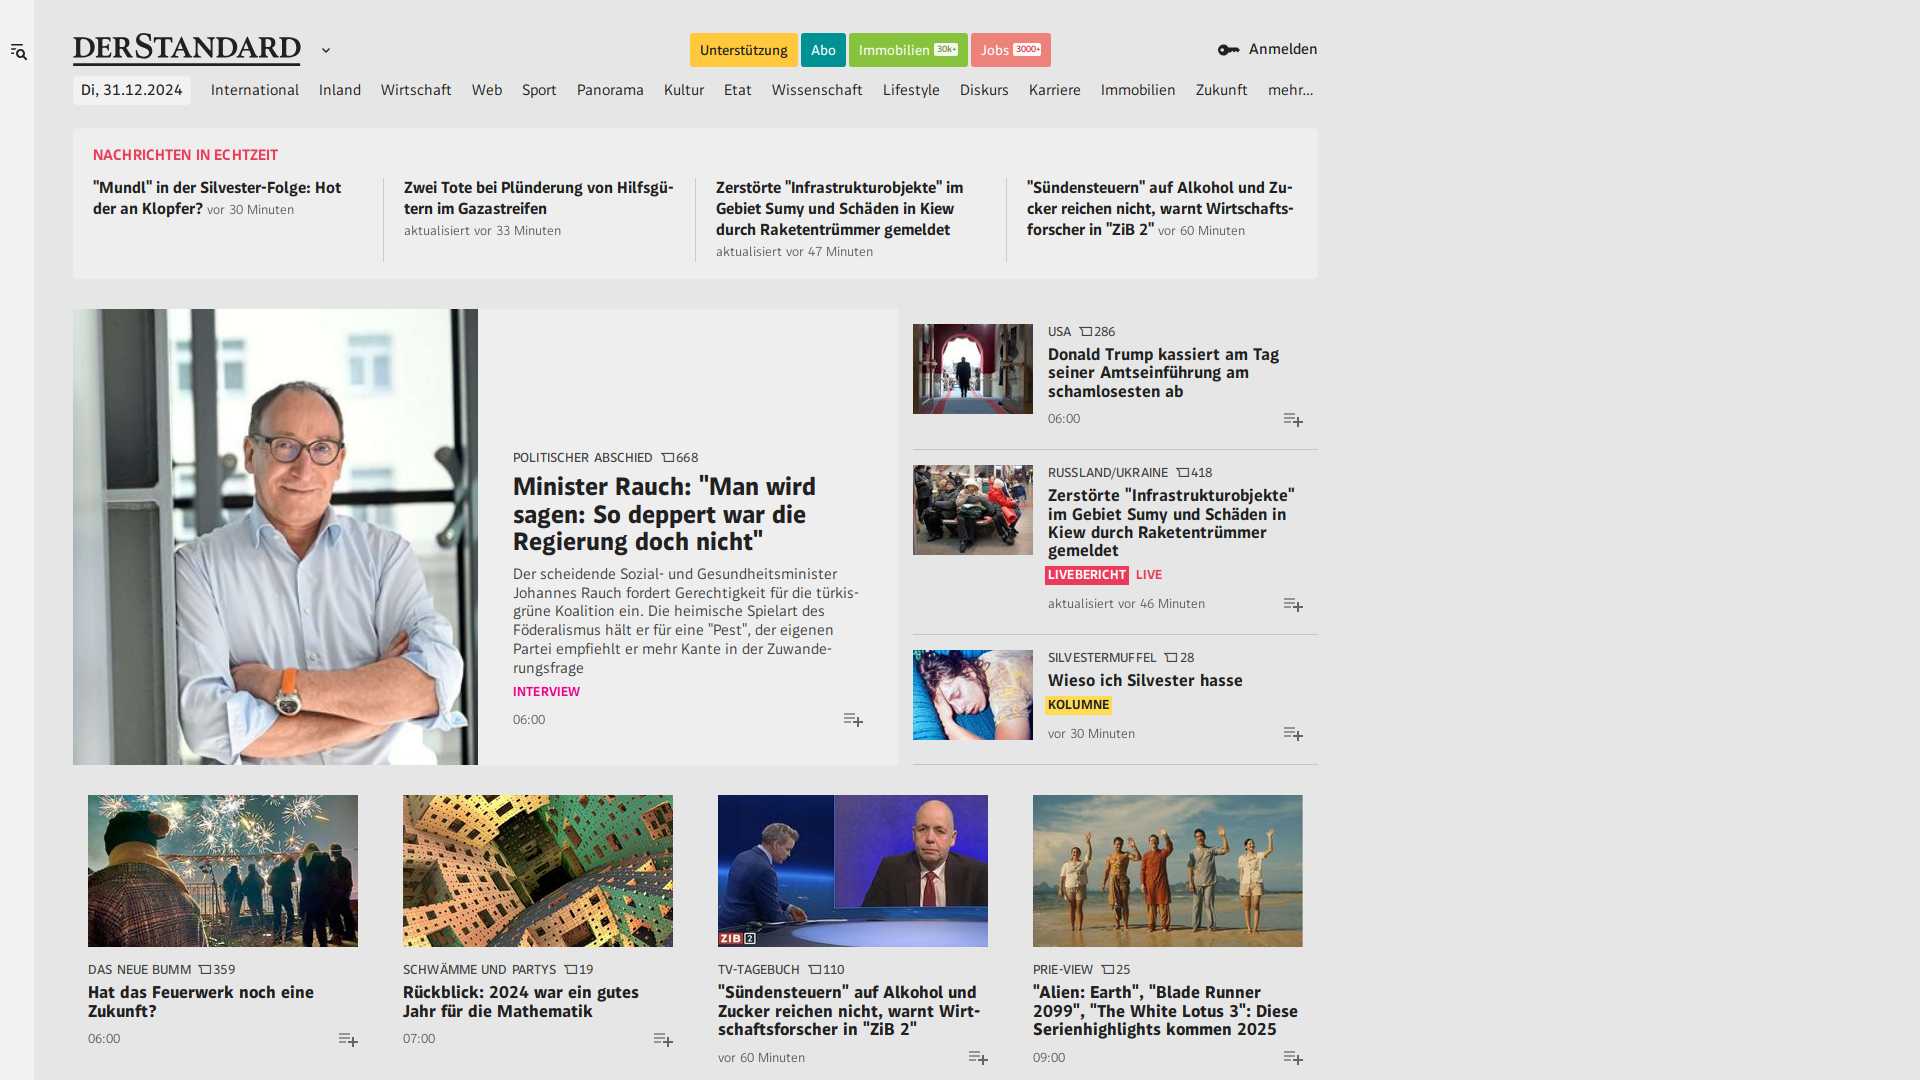 DERSTANDARD
Unterstützung
Abo
Immobilien 30k+
Jobs 3000+
Anmelden
Di, 31.12.2024
International
Inland
Wirtschaft
Web
Sport
Panorama
Kultur
Etat
Wissenschaft
Lifestyle
Diskurs
Karriere
Immobilien
Zukunft
mehr...
NACHRICHTEN IN ECHTZEIT
"Mundl" in der Silvester-Folge: Hot
der an Klopfer? vor 30 Minuten
Zwei Tote bei Plünderung von Hilfsgü-
tern im Gazastreifen
aktualisiert vor 33 Minuten
Zerstörte "Infrastrukturobjekte" im
Gebiet Sumy und Schäden in Kiew
durch Raketentrümmer gemeldet
aktualisiert vor 47 Minuten
"Sündensteuern" auf Alkohol und Zu-
cker reichen nicht, warnt Wirtschafts-
forscher in "ZiB 2" vor 60 Minuten
POLITISCHER ABSCHIED 668
Minister Rauch: "Man wird
sagen: So deppert war die
Regierung doch nicht"
Der scheidende Sozial- und Gesundheitsminister
Johannes Rauch fordert Gerechtigkeit für die türkis-
grüne Koalition ein. Die heimische Spielart des
Föderalismus hält er für eine "Pest", der eigenen
Partei empfiehlt er mehr Kante in der Zuwande-
rungsfrage
INTERVIEW
06:00
USA 286
Donald Trump kassiert am Tag
seiner Amtseinführung am
schamlosesten ab
06:00
RUSSLAND/UKRAINE 418
Zerstörte "Infrastrukturobjekte"
im Gebiet Sumy und Schäden in
Kiew durch Raketentrümmer
gemeldet
LIVEBERICHT LIVE
aktualisiert vor 46 Minuten
SILVESTERMUFFEL 28
Wieso ich Silvester hasse
KOLUMNE
vor 30 Minuten
DAS NEUE BUMM 359
Hat das Feuerwerk noch eine
Zukunft?
06:00
SCHWÄMME UND PARTYS 19
Rückblick: 2024 war ein gutes
Jahr für die Mathematik
07:00
ZIB 2
TV-TAGEBUCH 110
"Sündensteuern" auf Alkohol und
Zucker reichen nicht, warnt Wirt-
schaftsforscher in "ZiB 2"
vor 60 Minuten
PRIE-VIEW 25
"Alien: Earth", "Blade Runner
2099", "The White Lotus 3": Diese
Serienhighlights kommen 2025
09:00